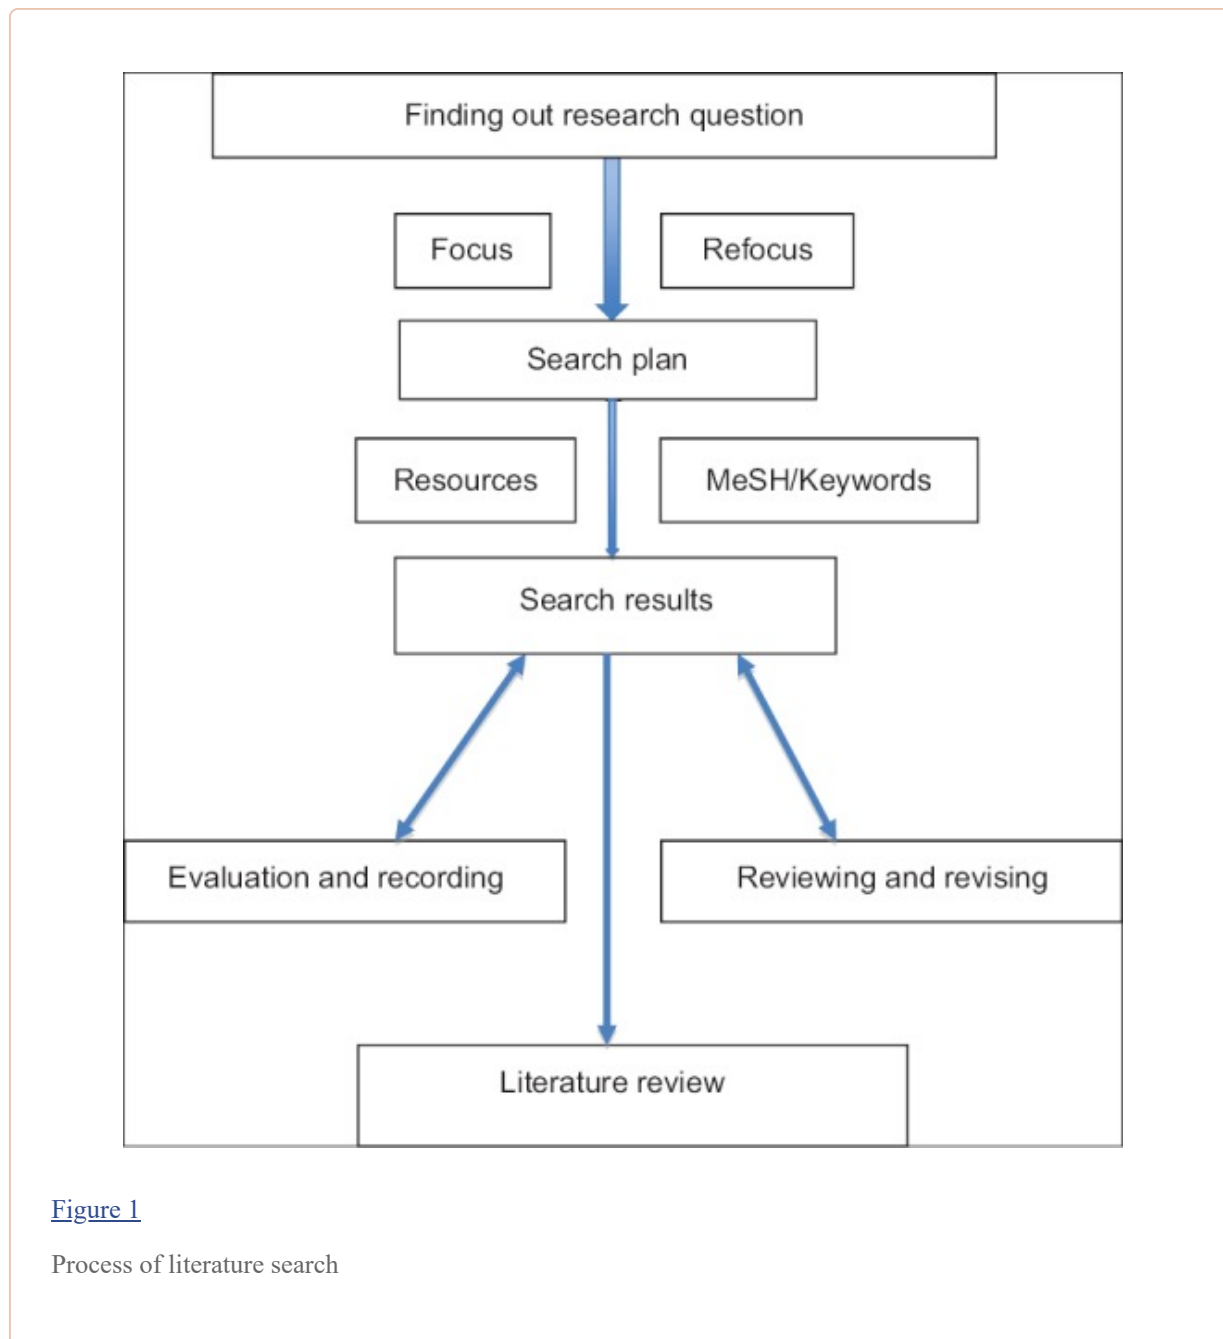 Finding out research question
Focus
Refocus
Search plan
Resources
MeSH/Keywords
Search results
Evaluation and recording
Reviewing and revising
Literature review
Figure 1
Process of literature search